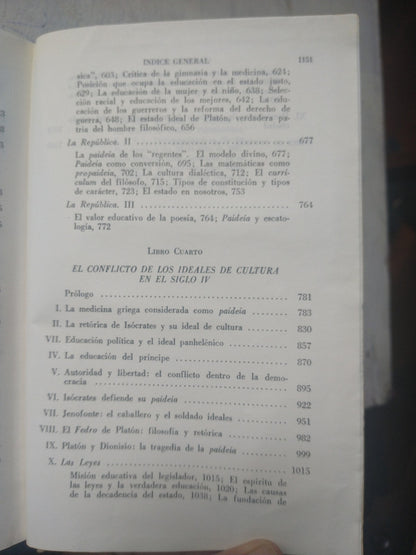 INDICE GENERAL 1151
sica", 603; Crítica de la gimnasia y la medicina, 624;
Posición que ocupa la educación en el estado justo,
629; La educación de la mujer y el niño, 638; Selec-
ción racial y educación de los mejores, 642; La edu-
cación de los guerreros y la reforma del derecho de
guerra, 648; El estado ideal de Platón, verdadera pa-
tria del hombre filosófico, 656
La República. II 677
La paideia de los "regentes". El modelo divino, 677;
Paideia como conversión, 695; Las matemáticas como
propaideia, 702; La cultura dialéctica, 712; El currí-
culum del filósofo, 715; Tipos de constitución y tipos
de carácter, 723; El estado en nosotros, 753
La República. III 764
El valor educativo de la poesía, 764; Paideia y escato-
logía, 772
LIBRO CUARTO
EL CONFLICTO DE LOS IDEALES DE CULTURA
EN EL SIGLO IV
Prólogo 781
I. La medicina griega considerada como paideia 783
II. La retórica de Isócrates y su ideal de cultura 830
VII. Educación política y el ideal panhelénico 857
IV. La educación del príncipe 870
V. Autoridad y libertad: el conflicto dentro de la demo-
cracia 895
VI. Isócrates defiende su paideia 922
VII. Jenofonte: el caballero y el soldado ideales 951
VIII. El Fedro de Platón: filosofía y retórica 982
IX. Platón y Dionisio: la tragedia de la paideia 999
X. Las Leyes 1015
Misión educativa del legislador, 1015; El espíritu de
las leyes y la verdadera educación, 1020; Las causas
de la decadencia del estado, 1038; La fundación de